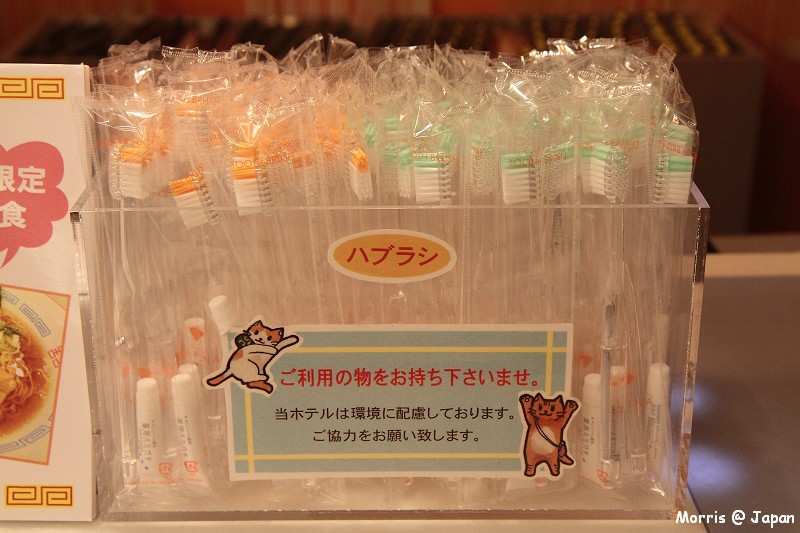 限定
食
ハブラシ
ご利用の物をお持ち下さいませ。
当ホテルは環境に配慮しております。
ご協力をお願い致します。
Morris @ Japan